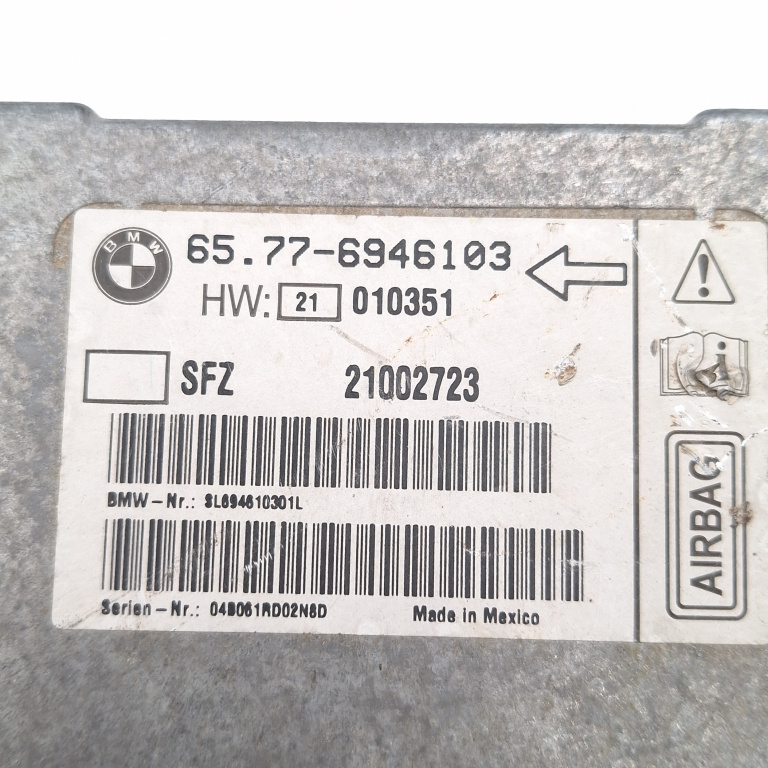 BMW
65.77-6946103
HW: 21 010351
SFZ 21002723
BMW-Nr.: SL694610301L
Serien-Nr.: 04B061RD02N8D
Made in Mexico
AIRBAG